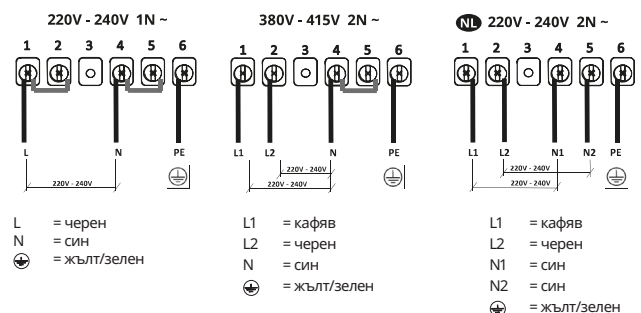 220V - 240V 1N ~
1 2 3 4 5 6
L N PE
220V - 240V
L = черен
N = син
= жълт/зелен
380V - 415V 2N ~
1 2 3 4 5 6
L1 L2 N PE
220V - 240V
220V - 240V
L1 = кафяв
L2 = черен
N = син
= жълт/зелен
NL 220V - 240V 2N ~
1 2 3 4 5 6
L1 L2 N1 N2 PE
220V - 240V
220V - 240V
L1 = кафяв
L2 = черен
N1 = син
N2 = син
= жълт/зелен